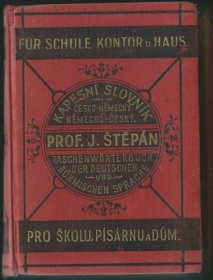 FÜR SCHULE KONTOR U HAUS.
KAPESNÍ SLOVNÍK
ČESKO-NĚMECKÝ
NĚMECKO-ČESKÝ.
PROF. J. ŠTĚPÁN
TASCHENWÖRTERBUCH
DER DEUTSCHEN
UND
BÖHMISCHEN SPRACHE
PRO ŠKOLU, PÍSÁRNU A DŮM.